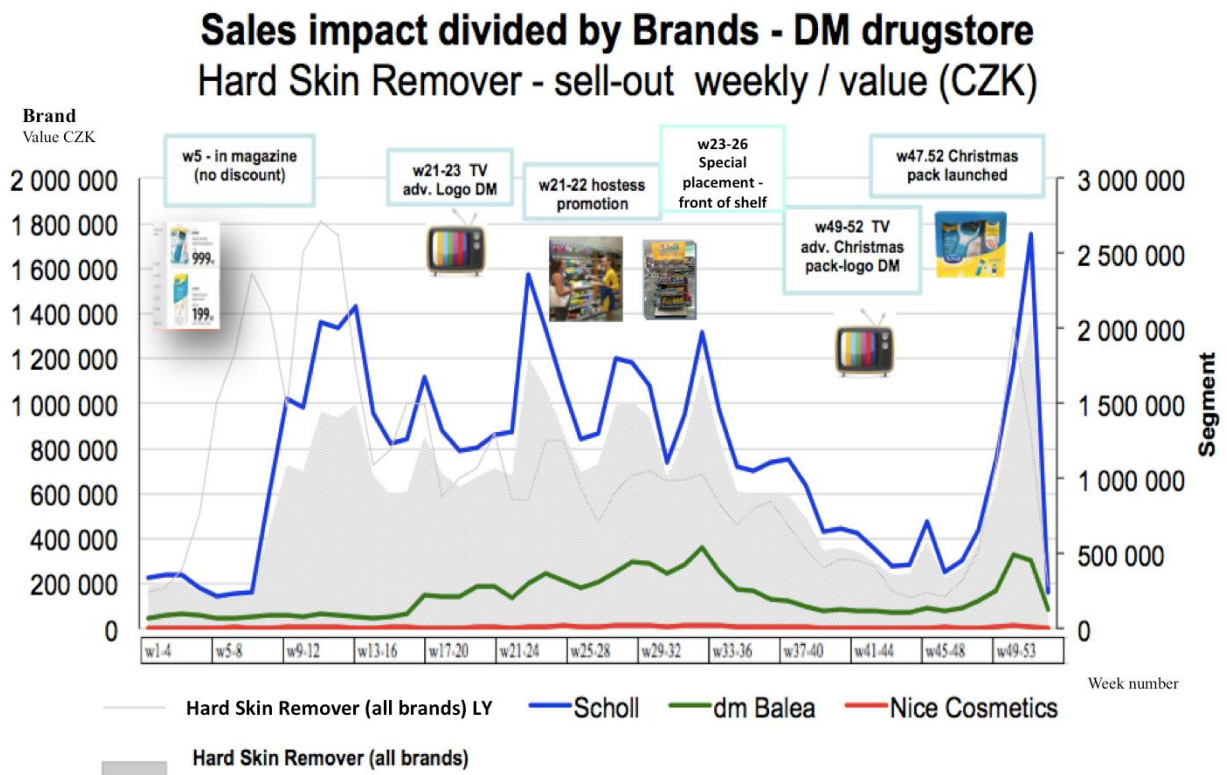 Sales impact divided by Brands - DM drugstore
Hard Skin Remover - sell-out weekly / value (CZK)
Brand
Value CZK
w5 - in magazine
(no discount)
w21-23 TV
adv. Logo DM
w21-22 hostess
promotion
w23-26
Special
placement -
front of shelf
w49-52 TV
adv. Christmas
pack-logo DM
w47.52 Christmas
pack launched
999
199
2 000 000
1 800 000
1 600 000
1 400 000
1 200 000
1 000 000
800 000
600 000
400 000
200 000
0
3 000 000
2 500 000
2 000 000
1 500 000
1 000 000
500 000
0
Segment
w1-4 w5-8 w9-12 w13-16 w17-20 w21-24 w25-28 w29-32 w33-36 w37-40 w41-44 w45-48 w49-53
Week number
Hard Skin Remover (all brands) LY Scholl dm Balea Nice Cosmetics
Hard Skin Remover (all brands)